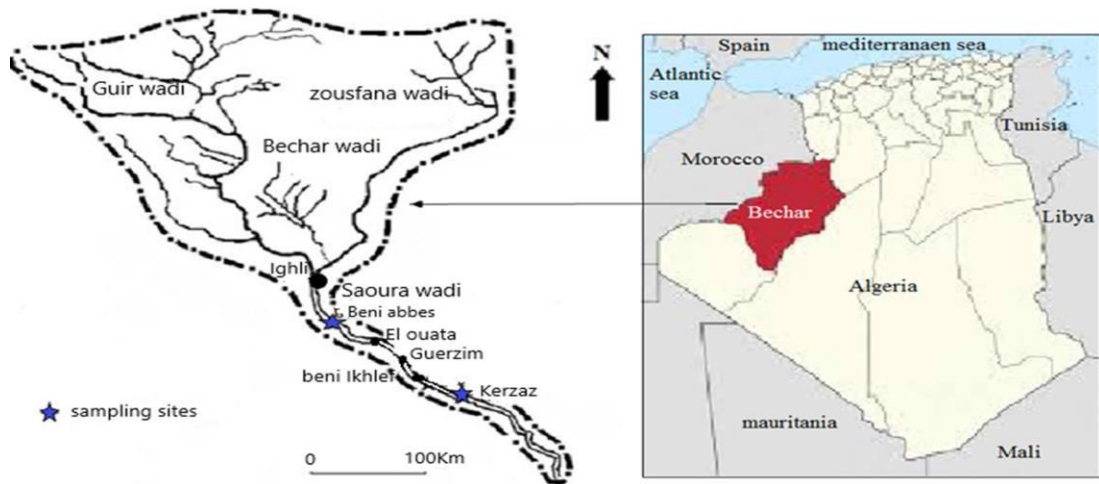 Guir wadi
zousfana wadi
Bechar wadi
Ighli
Saoura wadi
Beni abbes
El ouata
Guerzim
beni Ikhlef
Kerzaz
sampling sites
0 100Km
N
Spain
mediterranaen sea
Atlantic
sea
Tunisia
Morocco
Bechar
Libya
Algeria
mauritania
Mali